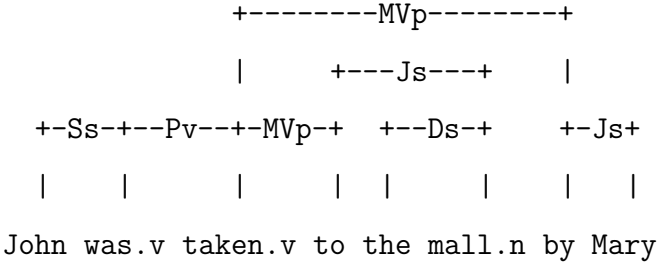 +--------MVp--------+
| +---Js---+ |
+-Ss-+--Pv--+-MVp-+ +--Ds-+ +-Js+
| | | | | | | |
John was.v taken.v to the mall.n by Mary